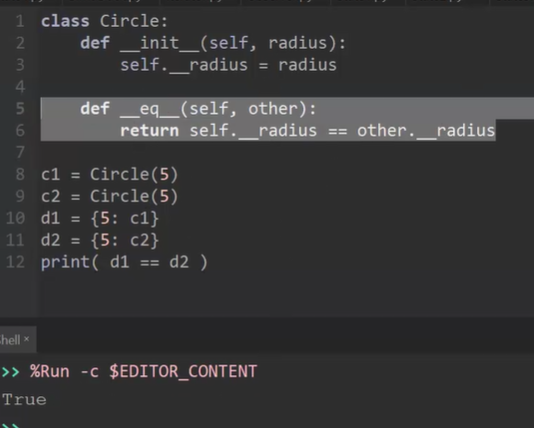 1 class Circle:
2     def __init__(self, radius):
3         self.__radius = radius
4
5     def __eq__(self, other):
6         return self.__radius == other.__radius
7
8 c1 = Circle(5)
9 c2 = Circle(5)
10 d1 = {5: c1}
11 d2 = {5: c2}
12 print( d1 == d2 )
hell ×
>> %Run -c $EDITOR_CONTENT
True
>>